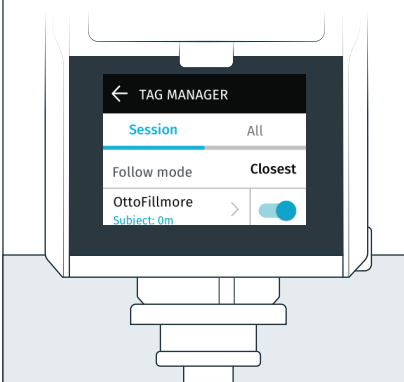 TAG MANAGER
Session All
Follow mode Closest
OttoFillmore
Subject: 0m